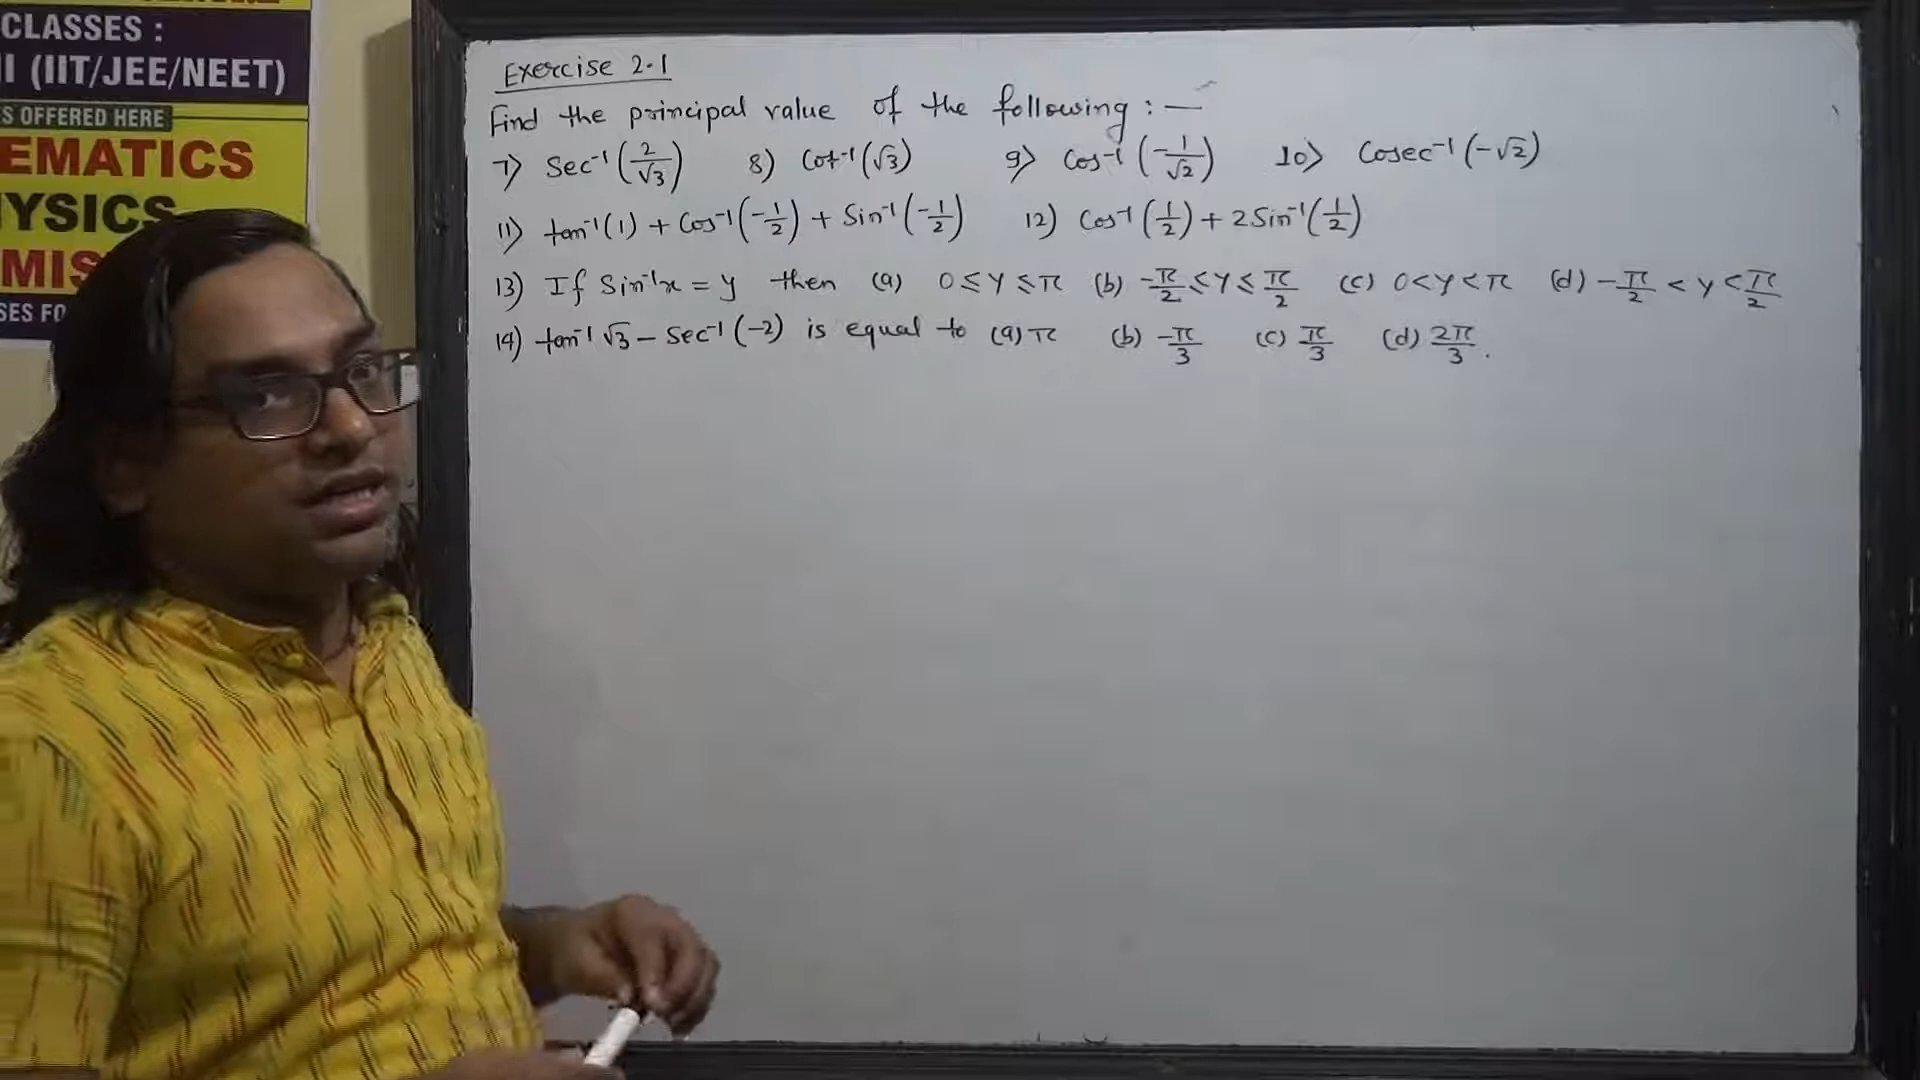 CLASSES :
II (IIT/JEE/NEET)
S OFFERED HERE
EMATICS
YSICS
MIS
SES FO
Exercise 2.1
Find the principal value of the following : —
7) Sec⁻¹(2/√3) 8) Cot⁻¹(√3) 9) Cos⁻¹(-1/√2) 10) Cosec⁻¹(-√2)
11) tan⁻¹(1) + Cos⁻¹(-1/2) + Sin⁻¹(-1/2) 12) Cos⁻¹(1/2) + 2Sin⁻¹(1/2)
13) If Sin⁻¹x = y then (a) 0 ≤ y ≤ π (b) -π/2 ≤ y ≤ π/2 (c) 0 < y < π (d) -π/2 < y < π/2
14) tan⁻¹√3 - Sec⁻¹(-2) is equal to (a) π (b) -π/3 (c) π/3 (d) 2π/3.